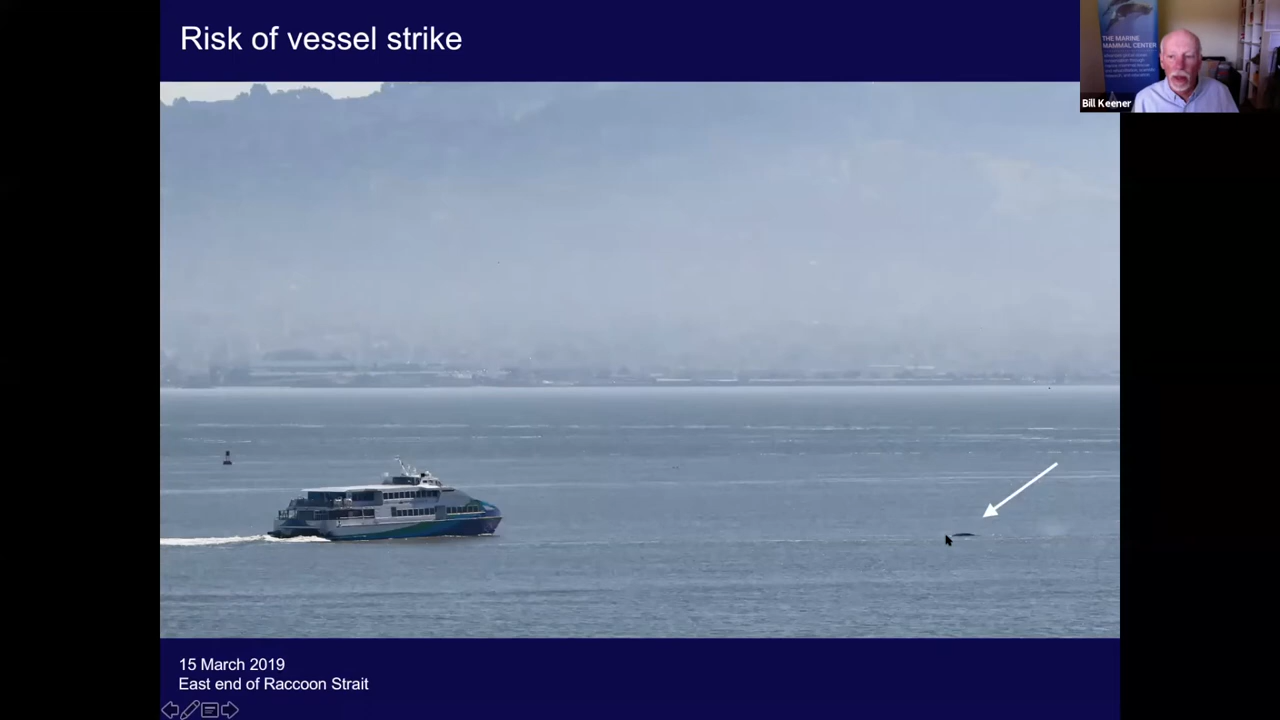 Risk of vessel strike
THE MARINE
MAMMAL CENTER
Bill Keener
15 March 2019
East end of Raccoon Strait